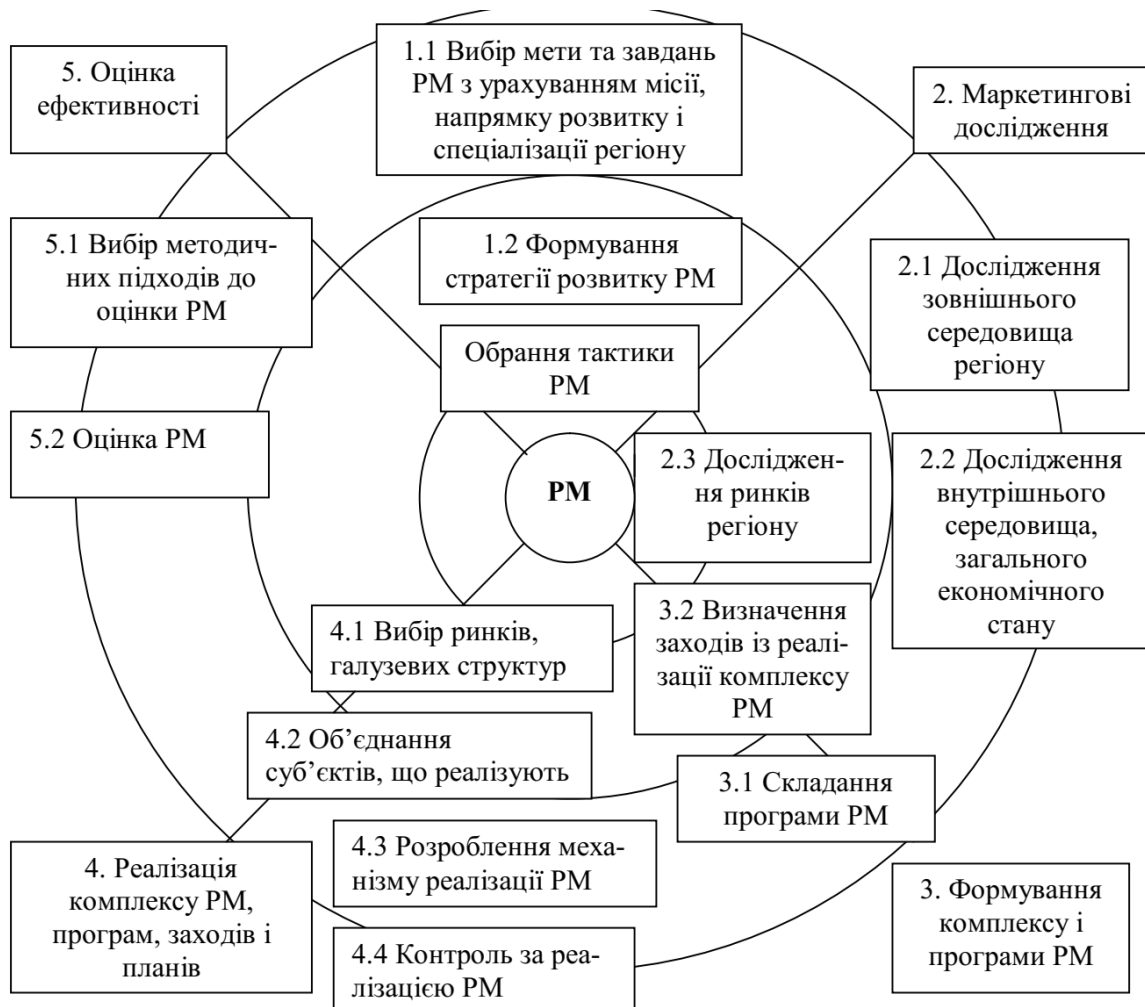 1.1 Вибір мети та завдань
РМ з урахуванням місії,
напрямку розвитку і
спеціалізації регіону
5. Оцінка
ефективності
2. Маркетингові
дослідження
5.1 Вибір методич-
них підходів до
оцінки РМ
1.2 Формування
стратегії розвитку РМ
2.1 Дослідження
зовнішнього
середовища
регіону
Обрання тактики
РМ
5.2 Оцінка РМ
РМ
2.3 Досліджен-
ня ринків
регіону
2.2 Дослідження
внутрішнього
середовища,
загального
економічного
стану
4.1 Вибір ринків,
галузевих структур
3.2 Визначення
заходів із реалі-
зації комплексу
РМ
4.2 Об’єднання
суб’єктів, що реалізують
3.1 Складання
програми РМ
4.3 Розроблення меха-
нізму реалізації РМ
4. Реалізація
комплексу РМ,
програм, заходів і
планів
3. Формування
комплексу і
програми РМ
4.4 Контроль за реа-
лізацією РМ